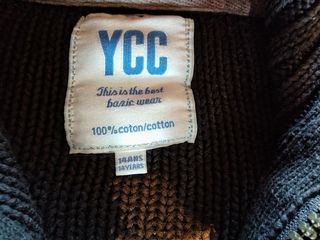 YCC
This is the best
basic wear
100% coton/cotton
14ANS
14YEARS